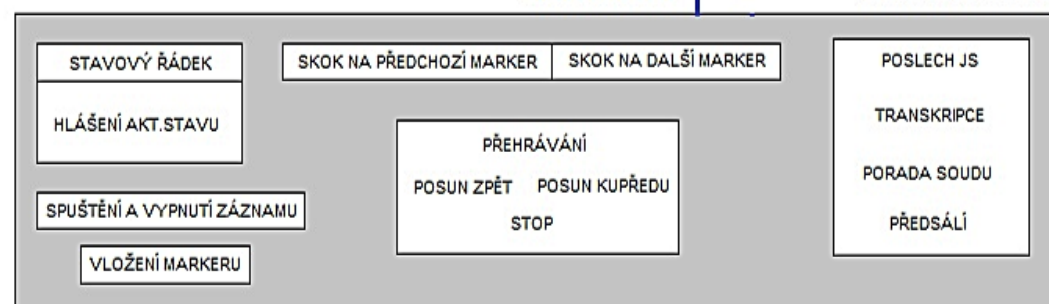 STAVOVÝ ŘÁDEK
HLÁŠENÍ AKT.STAVU
SPUŠTĚNÍ A VYPNUTÍ ZÁZNAMU
VLOŽENÍ MARKERU
SKOK NA PŘEDCHOZÍ MARKER
SKOK NA DALŠÍ MARKER
PŘEHRÁVÁNÍ
POSUN ZPĚT POSUN KUPŘEDU
STOP
POSLECH JS
TRANSKRIPCE
PORADA SOUDU
PŘEDSÁLÍ